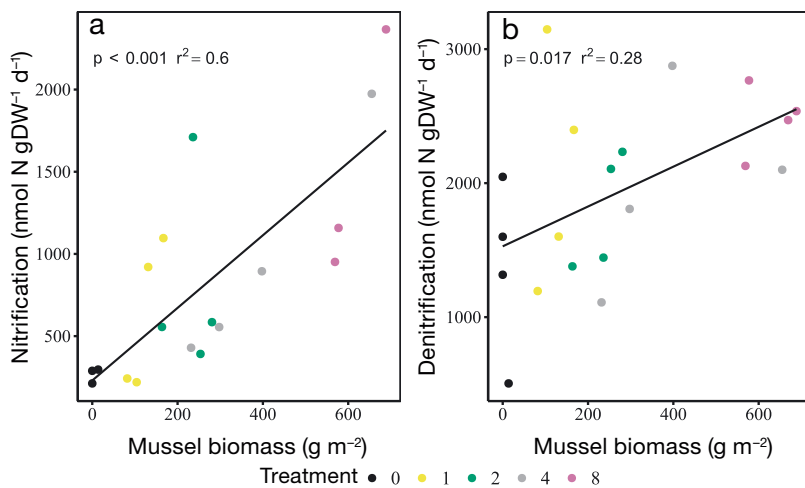 a
p < 0.001 r² = 0.6
Nitrification (nmol N gDW⁻¹ d⁻¹)
2000
1500
1000
500
0 200 400 600
Mussel biomass (g m⁻²)
b
p = 0.017 r² = 0.28
Denitrification (nmol N gDW⁻¹ d⁻¹)
3000
2000
1000
0 200 400 600
Mussel biomass (g m⁻²)
Treatment 0 1 2 4 8